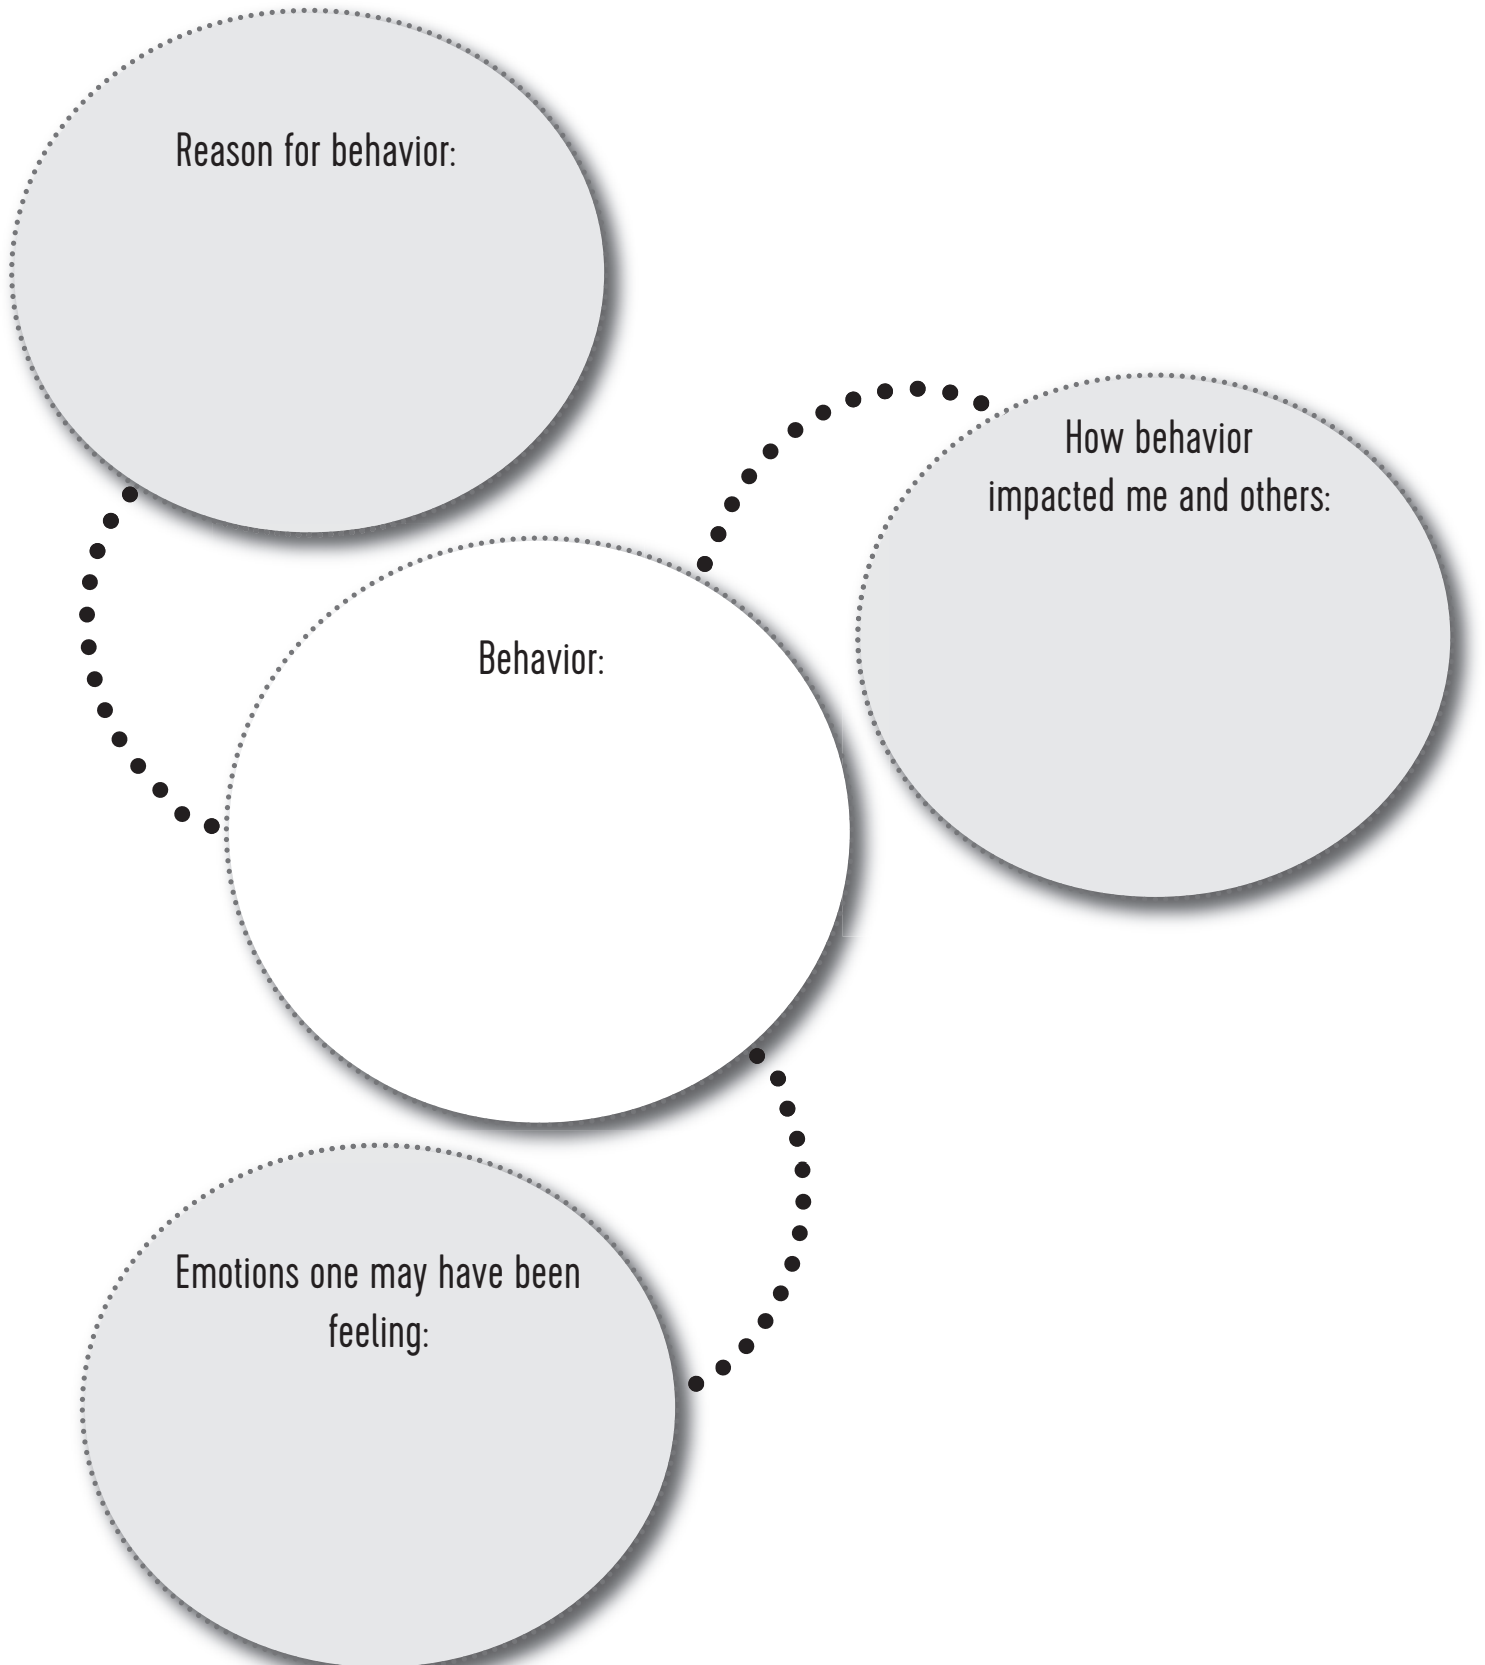 Reason for behavior:
How behavior
impacted me and others:
Behavior:
Emotions one may have been
feeling: